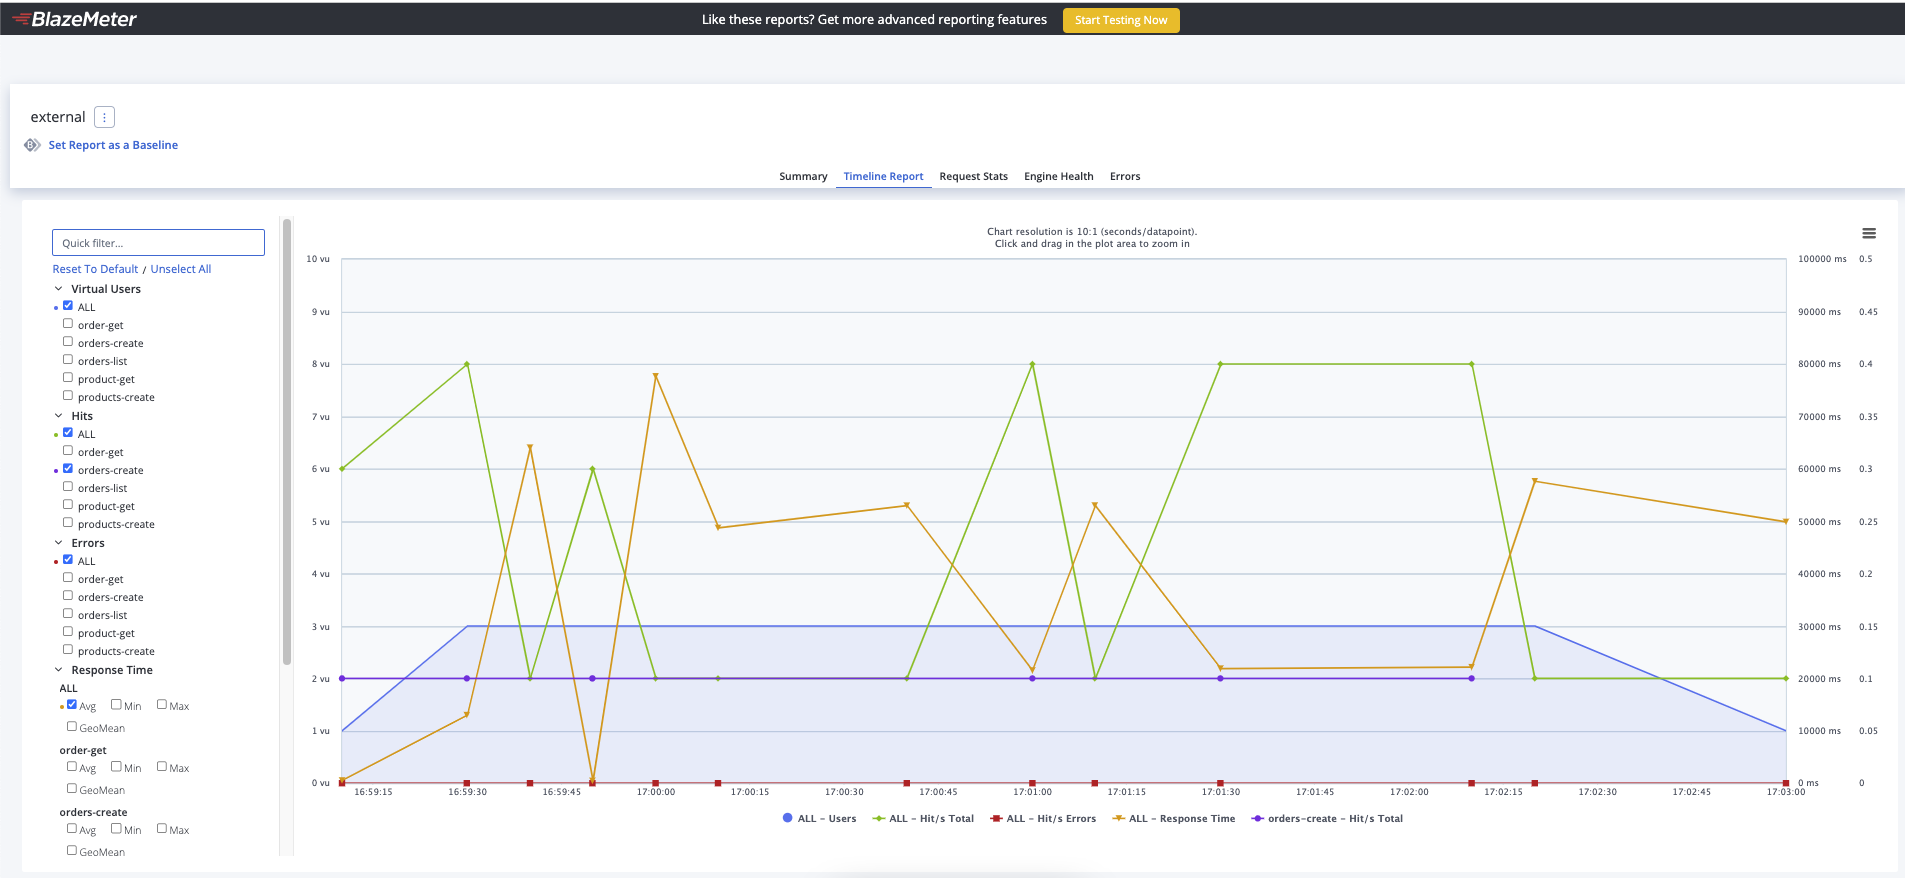 BlazeMeter
Like these reports? Get more advanced reporting features
Start Testing Now
external
Set Report as a Baseline
Summary Timeline Report Request Stats Engine Health Errors
Quick filter...
Reset To Default / Unselect All
Virtual Users
ALL
order-get
orders-create
orders-list
product-get
products-create
Hits
ALL
order-get
orders-create
orders-list
product-get
products-create
Errors
ALL
order-get
orders-create
orders-list
product-get
products-create
Response Time
ALL
Avg Min Max
GeoMean
order-get
Avg Min Max
GeoMean
orders-create
Avg Min Max
GeoMean
Chart resolution is 10:1 (seconds/datapoint).
Click and drag in the plot area to zoom in
10 vu 100000 ms 0.5
9 vu 90000 ms 0.45
8 vu 80000 ms 0.4
7 vu 70000 ms 0.35
6 vu 60000 ms 0.3
5 vu 50000 ms 0.25
4 vu 40000 ms 0.2
3 vu 30000 ms 0.15
2 vu 20000 ms 0.1
1 vu 10000 ms 0.05
0 vu 0 ms 0
16:59:15 16:59:30 16:59:45 17:00:00 17:00:15 17:00:30 17:00:45 17:01:00 17:01:15 17:01:30 17:01:45 17:02:00 17:02:15 17:02:30 17:02:45 17:03:00
ALL - Users ALL - Hit/s Total ALL - Hit/s Errors ALL - Response Time orders-create - Hit/s Total